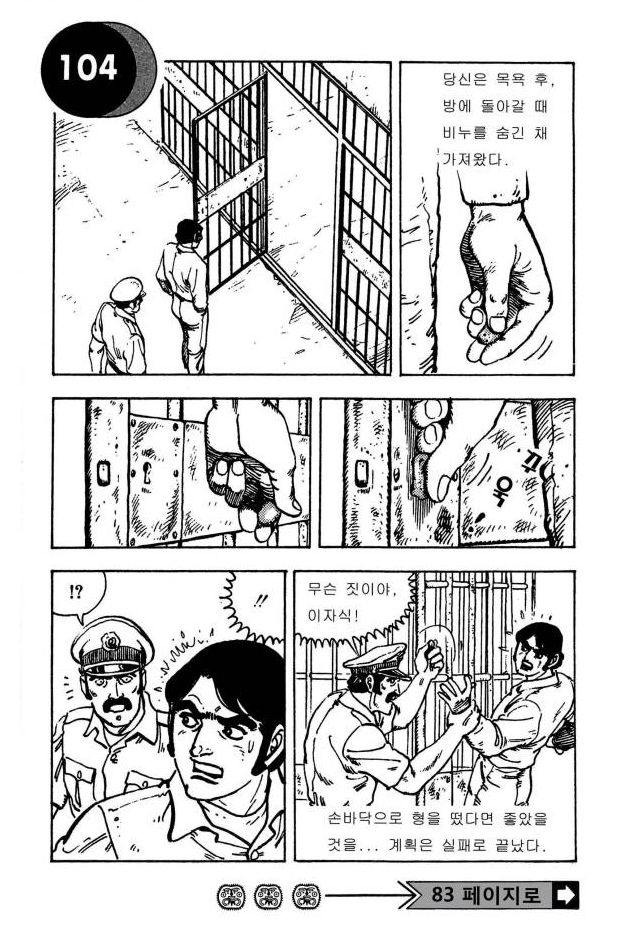 104
당신은 목욕 후,
방에 돌아갈 때
비누를 숨긴 채
가져왔다.
꾸욱
!?
!!
무슨 짓이야,
이자식!
손바닥으로 형을 떴다면 좋았을
것을... 계획은 실패로 끝났다.
83 페이지로